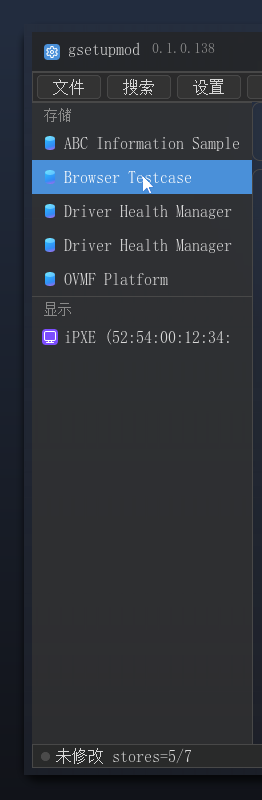 gsetupmod 0.1.0.138
文件 搜索 设置
存储
ABC Information Sample
Browser Testcase
Driver Health Manager
Driver Health Manager
OVMF Platform
显示
iPXE (52:54:00:12:34:
未修改 stores=5/7